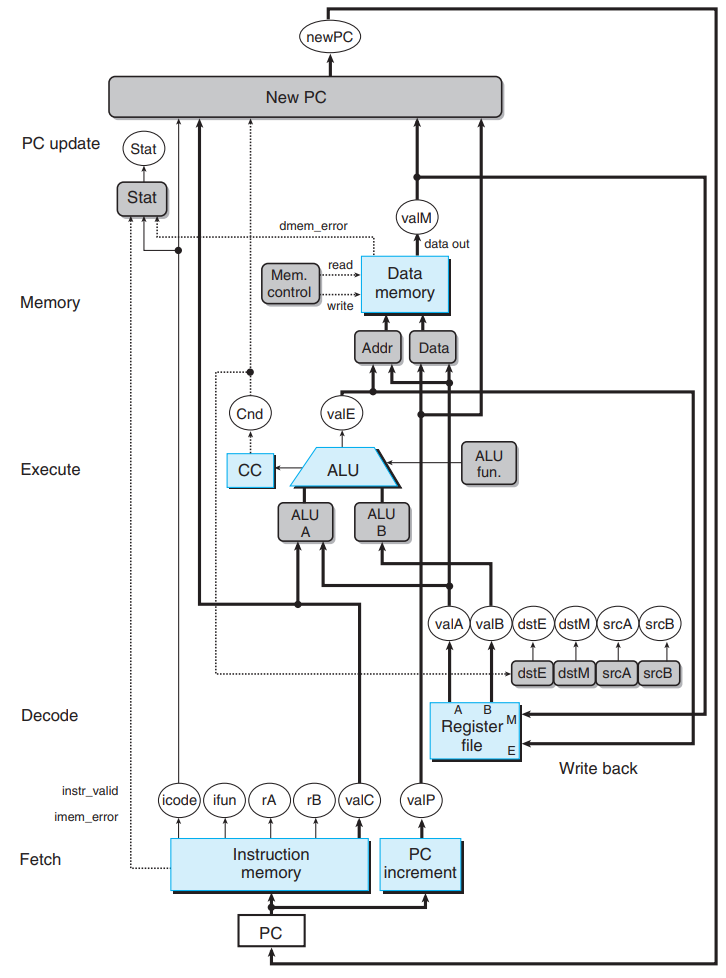 newPC
New PC
PC update
Stat
Stat
valM
dmem_error
data out
Mem.
control
read
write
Data
memory
Memory
Addr
Data
Cnd
valE
Execute
CC
ALU
ALU
fun.
ALU
A
ALU
B
valA
valB
dstE
dstM
srcA
srcB
dstE
dstM
srcA
srcB
Decode
A
B
M
Register
file
E
Write back
instr_valid
imem_error
icode
ifun
rA
rB
valC
valP
Fetch
Instruction
memory
PC
increment
PC